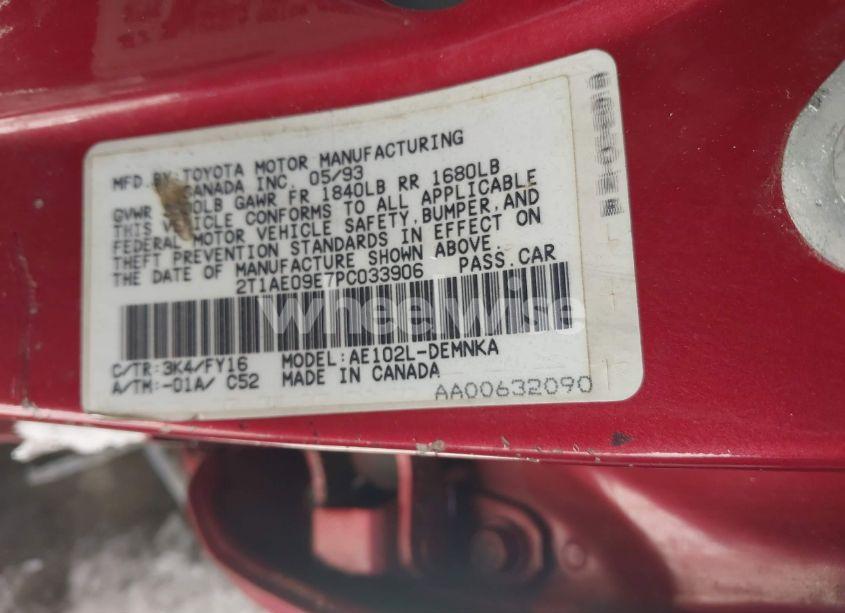 MFD. BY TOYOTA MOTOR MANUFACTURING
CANADA INC. 05/93
GVWR 0LB GAWR FR 1840LB RR 1680LB
THIS VEHICLE CONFORMS TO ALL APPLICABLE
FEDERAL MOTOR VEHICLE SAFETY, BUMPER, AND
THEFT PREVENTION STANDARDS IN EFFECT ON
THE DATE OF MANUFACTURE SHOWN ABOVE.
2T1AE09E7PC033906 PASS. CAR
wheelwise
C/TR:3K4/FY16 MODEL:AE102L-DEMNKA
A/TM:-01A/ C52 MADE IN CANADA
AA00632090